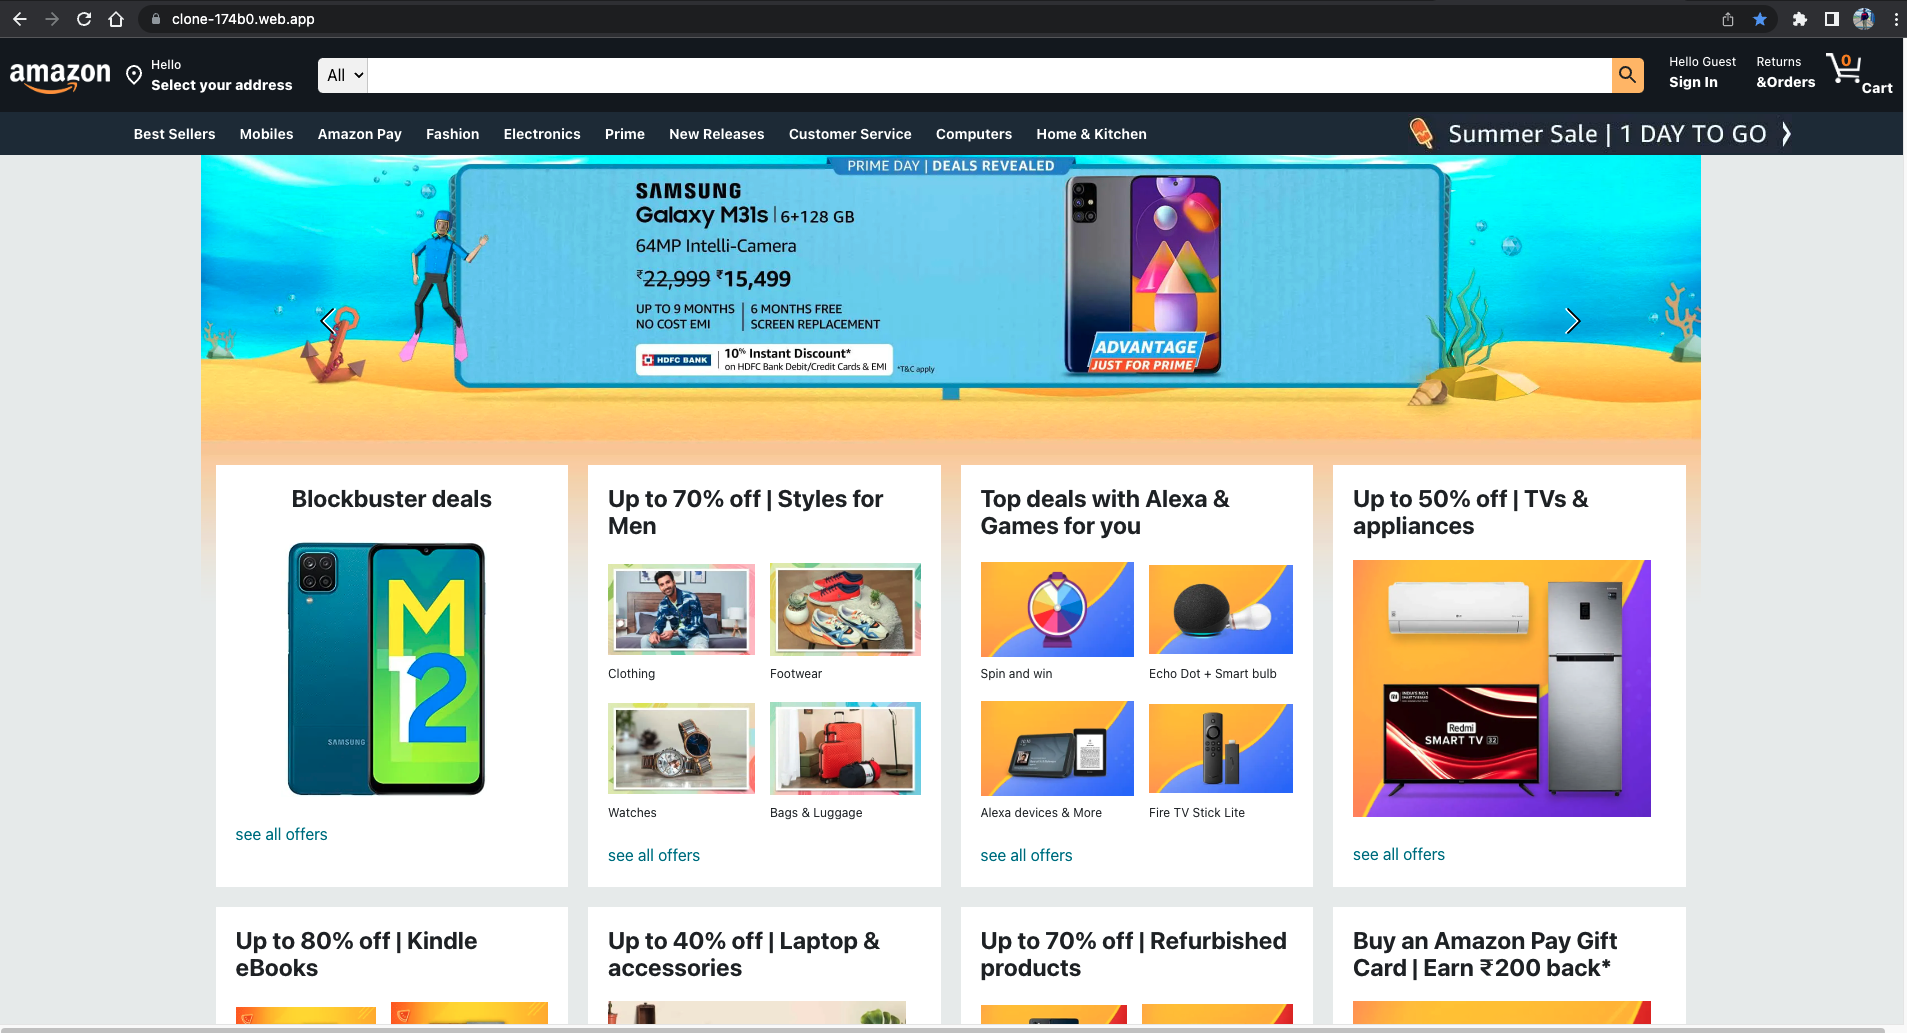 clone-174b0.web.app
amazon
Hello
Select your address
All
Hello Guest
Sign In
Returns
&Orders
0
Cart
Best Sellers
Mobiles
Amazon Pay
Fashion
Electronics
Prime
New Releases
Customer Service
Computers
Home & Kitchen
Summer Sale | 1 DAY TO GO
PRIME DAY | DEALS REVEALED
SAMSUNG
Galaxy M31s | 6+128 GB
64MP Intelli-Camera
₹22,999 ₹15,499
UP TO 9 MONTHS
NO COST EMI
6 MONTHS FREE
SCREEN REPLACEMENT
HDFC BANK
10% Instant Discount*
on HDFC Bank Debit/Credit Cards & EMI
*T&C apply
ADVANTAGE
JUST FOR PRIME
Blockbuster deals
M
12
SAMSUNG
see all offers
Up to 70% off | Styles for
Men
Clothing
Footwear
Watches
Bags & Luggage
see all offers
Top deals with Alexa &
Games for you
Spin and win
Echo Dot + Smart bulb
Alexa devices & More
Fire TV Stick Lite
see all offers
Up to 50% off | TVs &
appliances
LG
Redmi
SMART TV 32
see all offers
Up to 80% off | Kindle
eBooks
Up to 40% off | Laptop &
accessories
Up to 70% off | Refurbished
products
Buy an Amazon Pay Gift
Card | Earn ₹200 back*